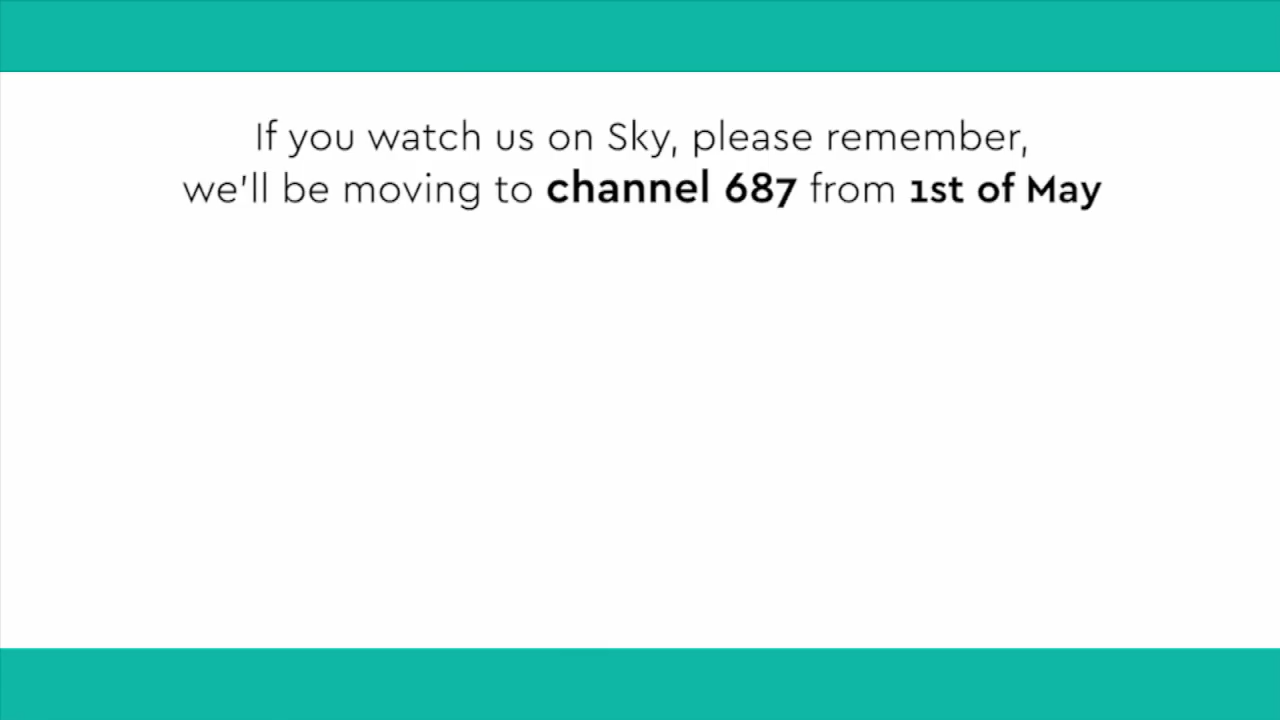 If you watch us on Sky, please remember,
we'll be moving to channel 687 from 1st of May